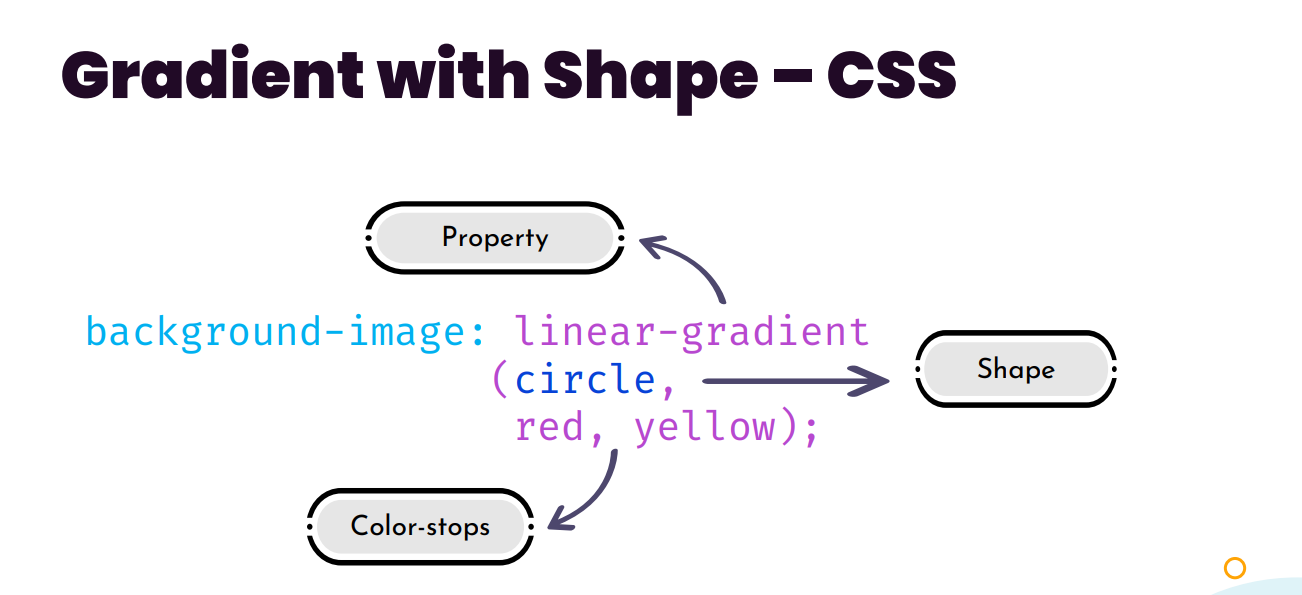 Gradient with Shape – CSS
Property
background-image: linear-gradient
(circle,
Shape
red, yellow);
Color-stops